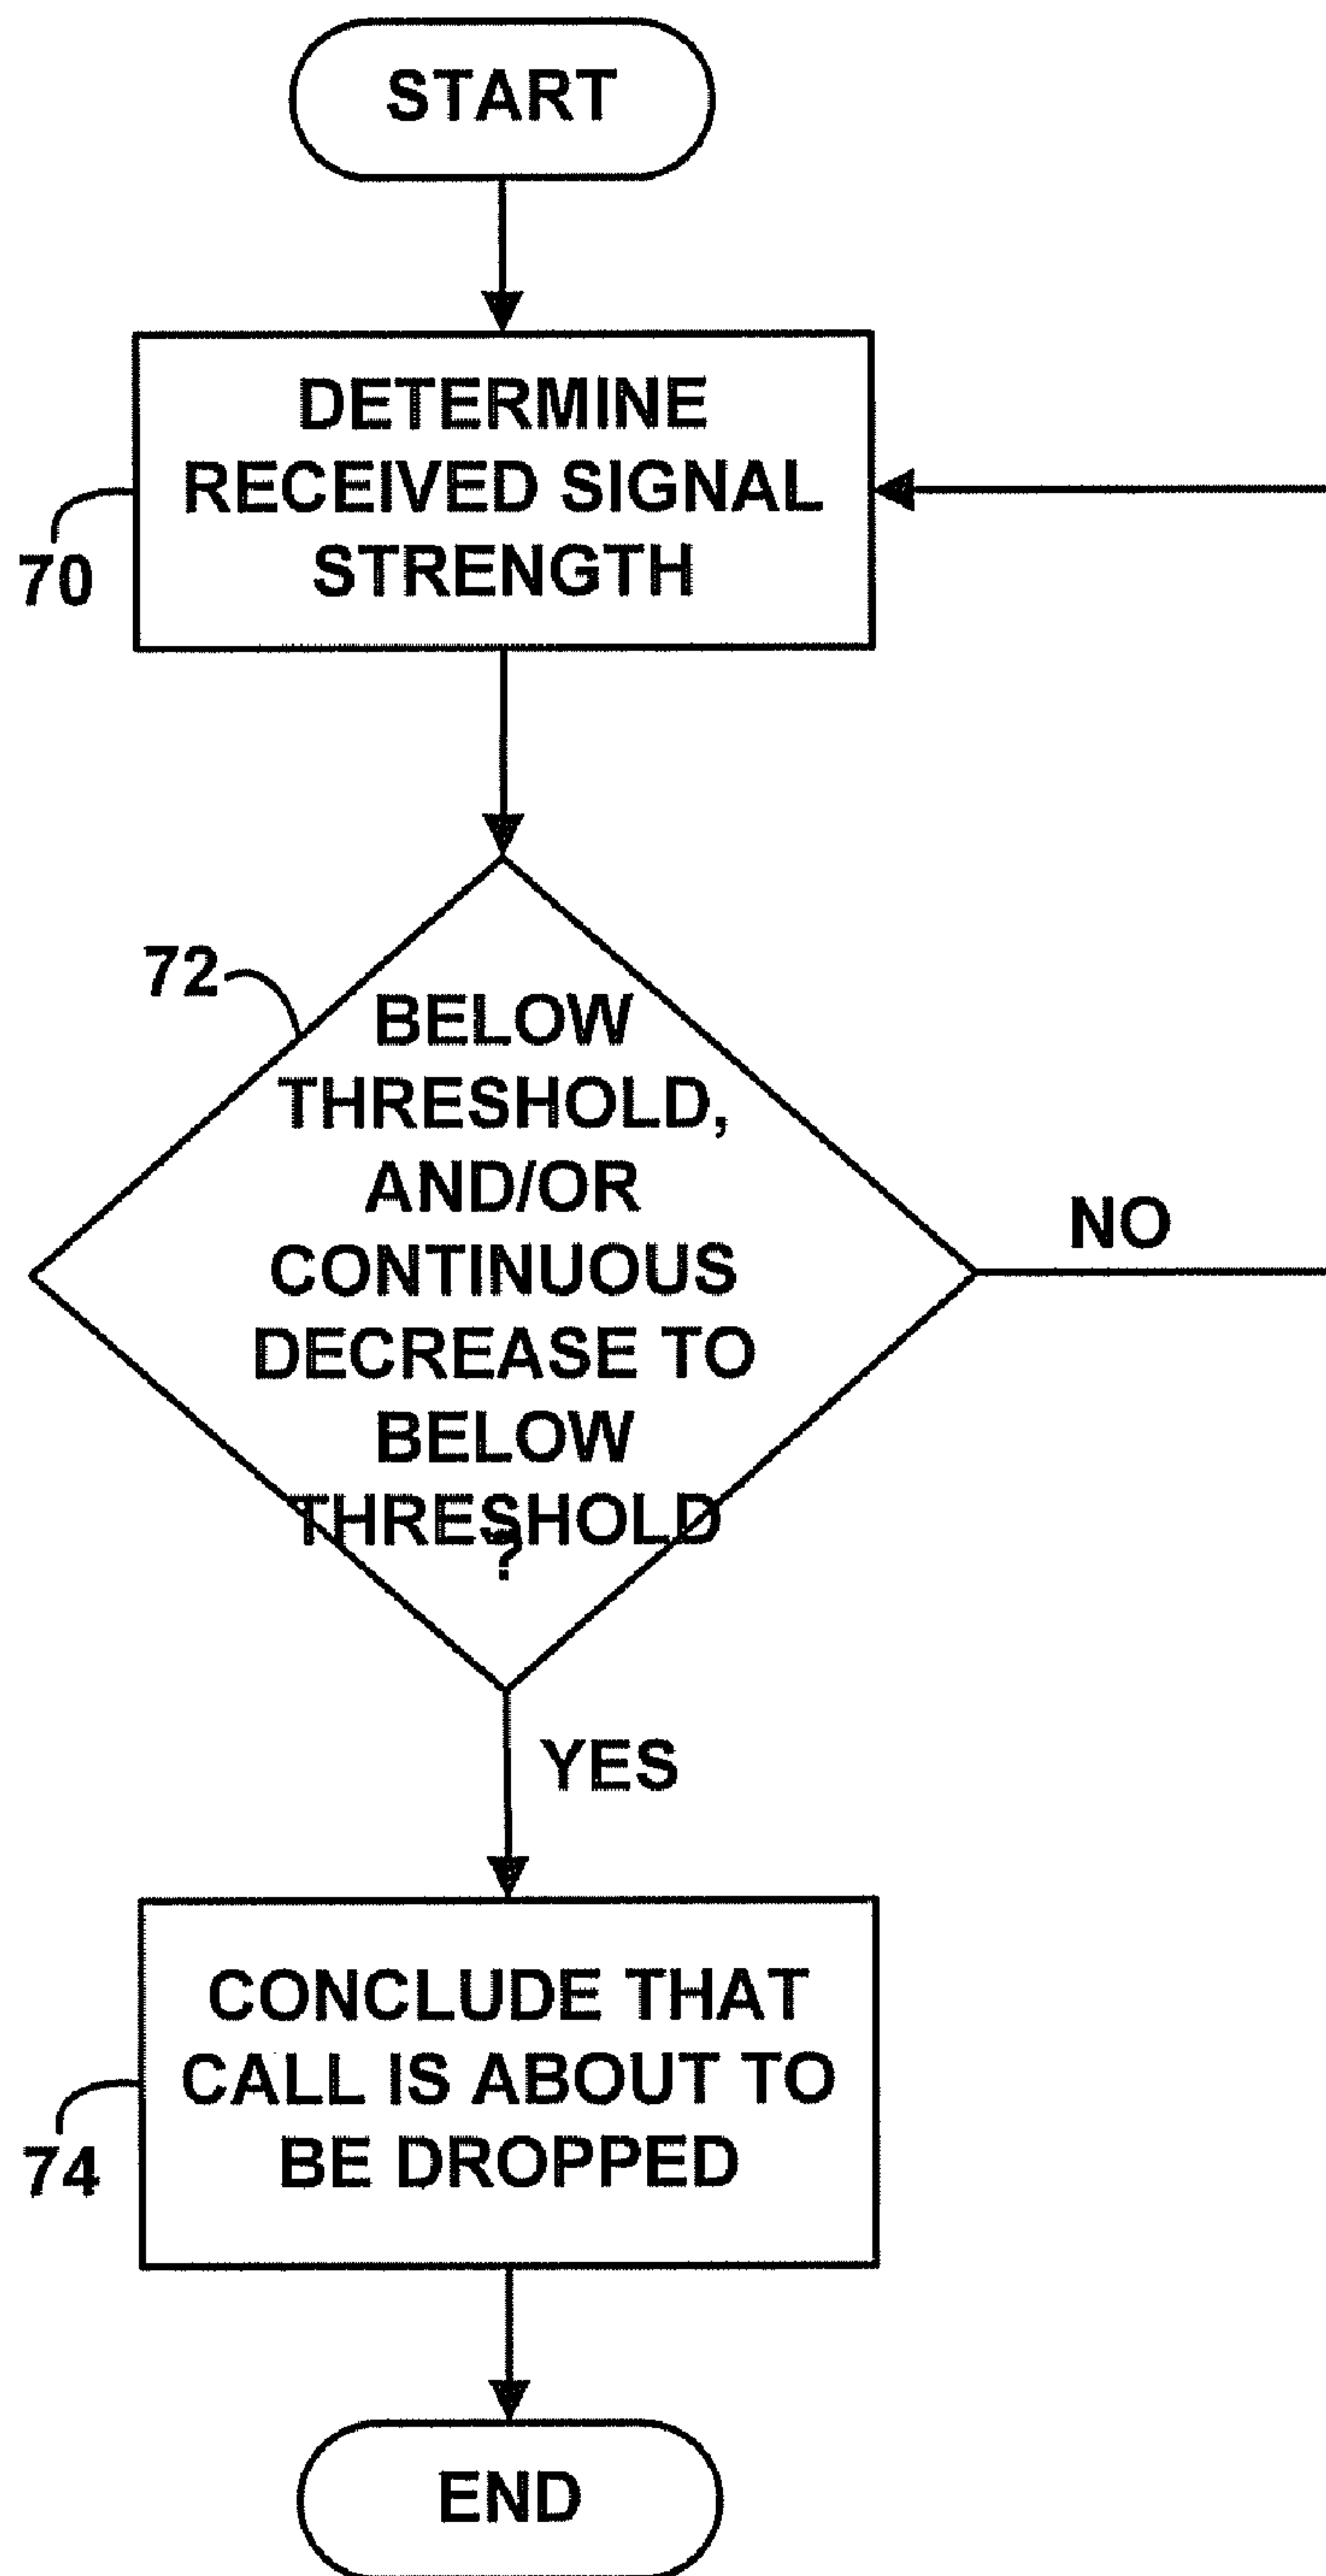 START
DETERMINE
RECEIVED SIGNAL
STRENGTH
70
72
BELOW
THRESHOLD,
AND/OR
CONTINUOUS
DECREASE TO
BELOW
THRESHOLD
?
NO
YES
CONCLUDE THAT
CALL IS ABOUT TO
BE DROPPED
74
END